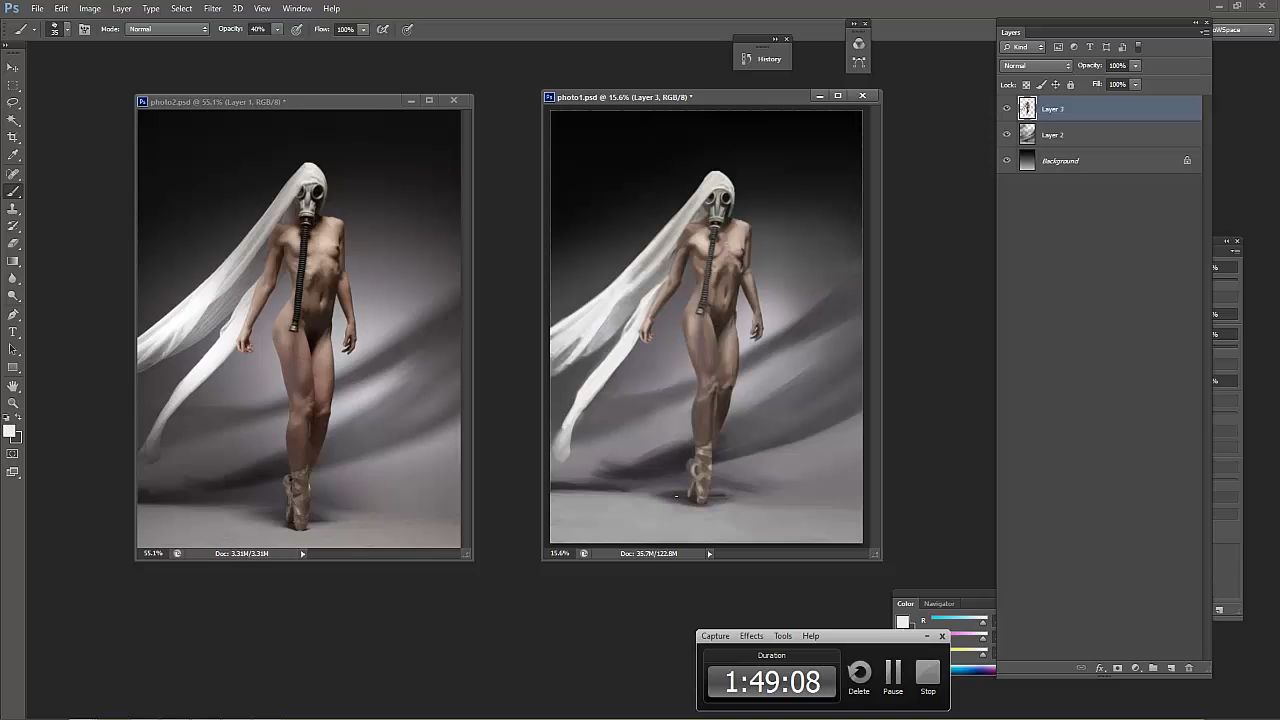 Ps File Edit Image Layer Type Select Filter 3D View Window Help
35 Mode: Normal Opacity: 40% Flow: 100%
History
Layers
Kind
Normal Opacity: 100%
Lock: Fill: 100%
Layer 3
Layer 2
Background
photo2.psd @ 55.1% (Layer 1, RGB/8) *
photo1.psd @ 15.6% (Layer 3, RGB/8) *
55.1% Doc: 3.31M/3.31M
15.6% Doc: 35.7M/122.8M
Color Navigator
R
Capture Effects Tools Help
Duration
1:49:08
Delete Pause Stop